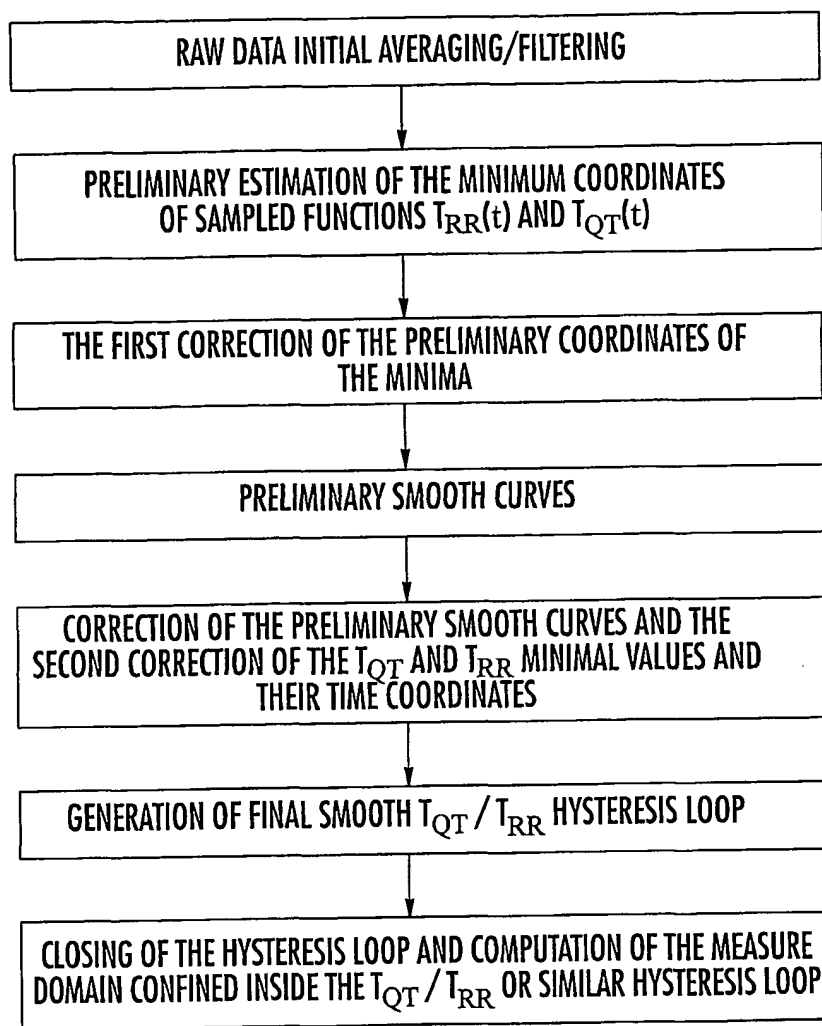 RAW DATA INITIAL AVERAGING/FILTERING
PRELIMINARY ESTIMATION OF THE MINIMUM COORDINATES
OF SAMPLED FUNCTIONS TRR(t) AND TQT(t)
THE FIRST CORRECTION OF THE PRELIMINARY COORDINATES OF
THE MINIMA
PRELIMINARY SMOOTH CURVES
CORRECTION OF THE PRELIMINARY SMOOTH CURVES AND THE
SECOND CORRECTION OF THE TQT AND TRR MINIMAL VALUES AND
THEIR TIME COORDINATES
GENERATION OF FINAL SMOOTH TQT / TRR HYSTERESIS LOOP
CLOSING OF THE HYSTERESIS LOOP AND COMPUTATION OF THE MEASURE
DOMAIN CONFINED INSIDE THE TQT / TRR OR SIMILAR HYSTERESIS LOOP